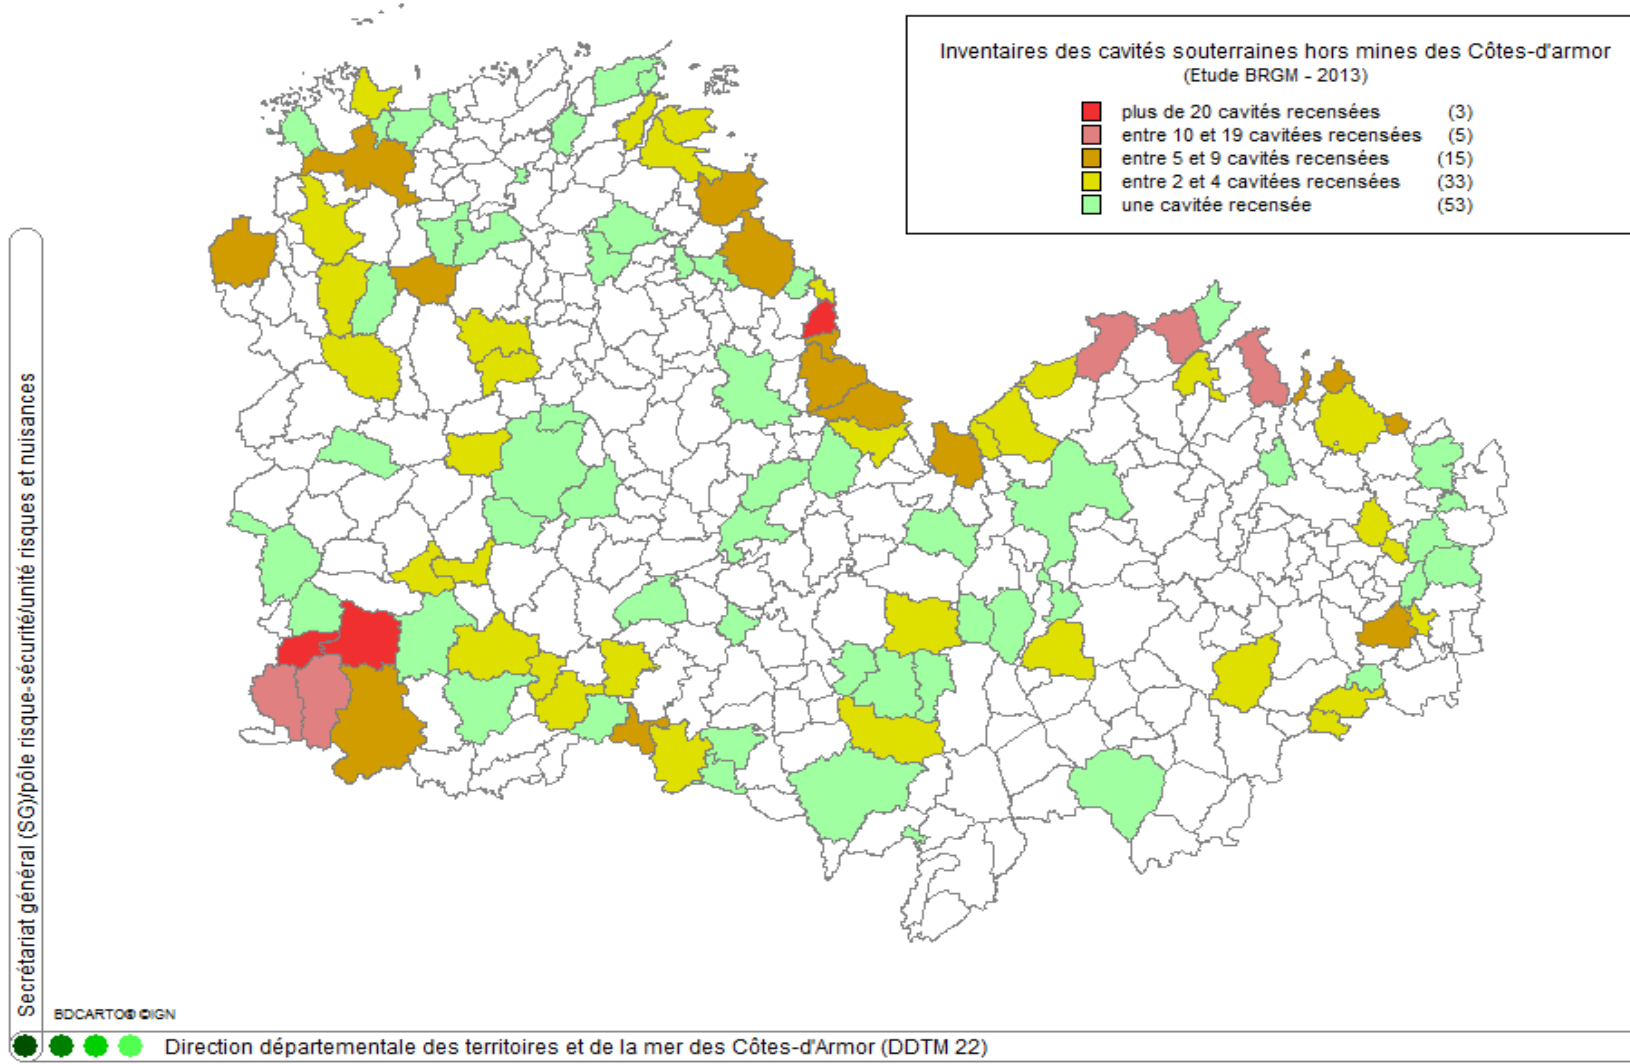 Inventaires des cavités souterraines hors mines des Côtes-d'armor
(Etude BRGM - 2013)
plus de 20 cavités recensées (3)
entre 10 et 19 cavitées recensées (5)
entre 5 et 9 cavités recensées (15)
entre 2 et 4 cavitées recensées (33)
une cavitée recensée (53)
Secrétariat général (SG)/pôle risque-sécurité/unité risques et nuisances
BDCARTO® ©IGN
Direction départementale des territoires et de la mer des Côtes-d'Armor (DDTM 22)